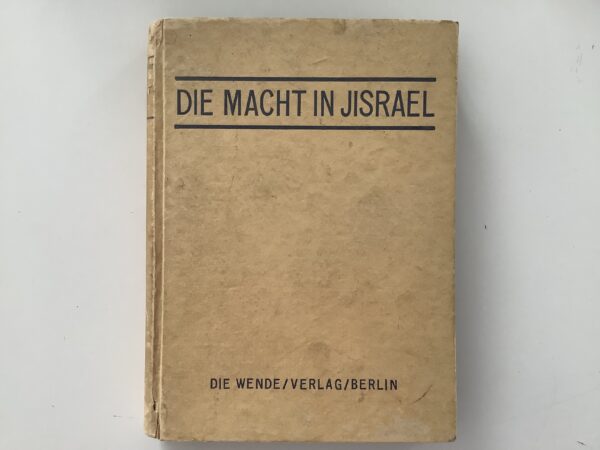 DIE MACHT IN JISRAEL
DIE WENDE/VERLAG/BERLIN